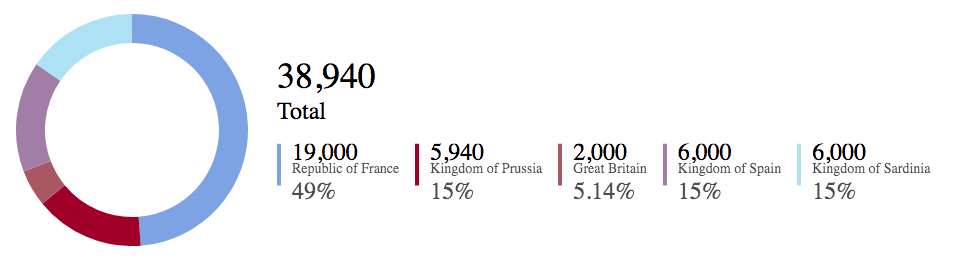 38,940
Total
19,000
Republic of France
49%
5,940
Kingdom of Prussia
15%
2,000
Great Britain
5.14%
6,000
Kingdom of Spain
15%
6,000
Kingdom of Sardinia
15%